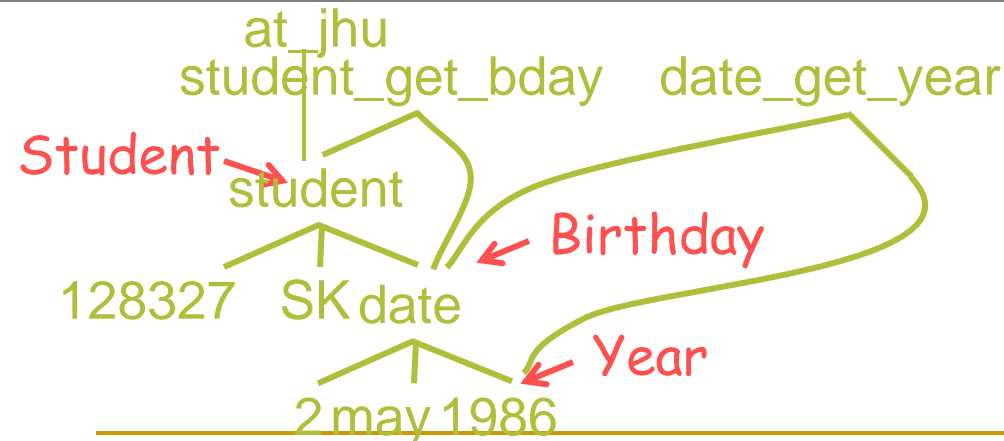 at_jhu
student_get_bday date_get_year
Student
student
Birthday
128327 SK date
Year
2 may 1986